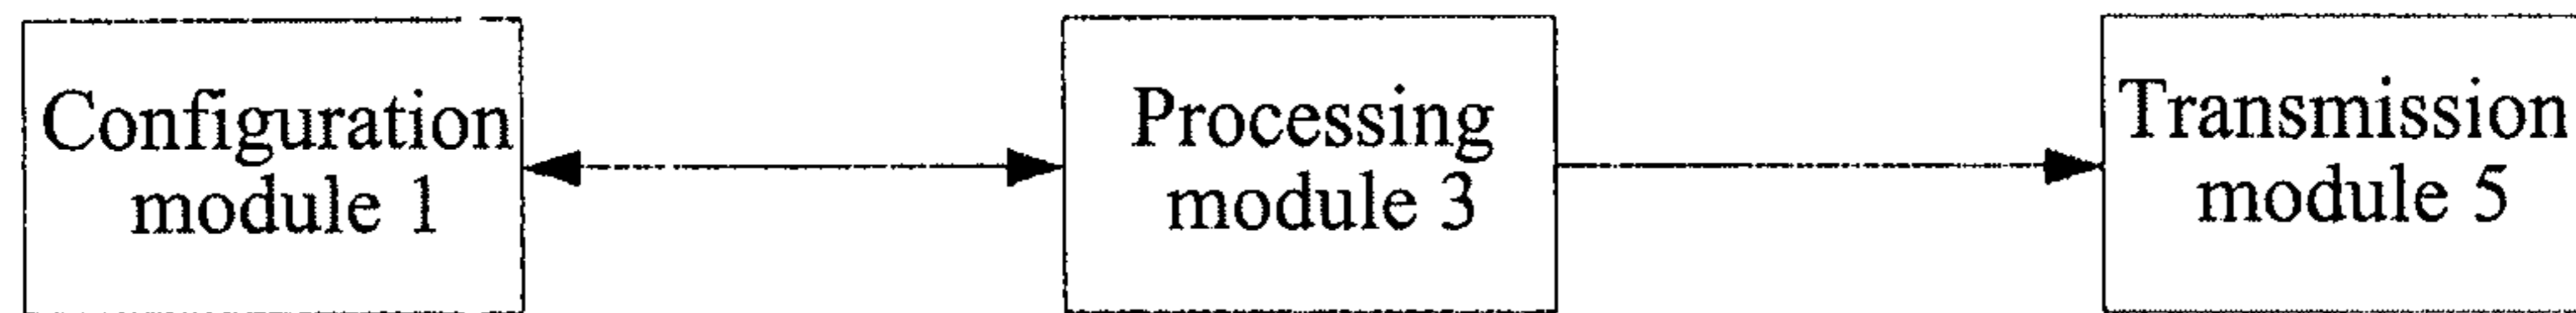 Configuration
module 1
Processing
module 3
Transmission
module 5